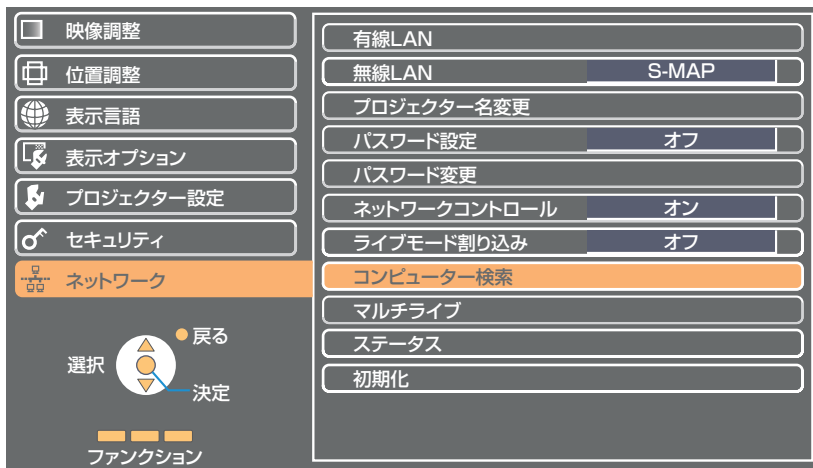 映像調整
位置調整
表示言語
表示オプション
プロジェクター設定
セキュリティ
ネットワーク
戻る
選択
決定
ファンクション
有線LAN
無線LAN S-MAP
プロジェクター名変更
パスワード設定 オフ
パスワード変更
ネットワークコントロール オン
ライブモード割り込み オフ
コンピューター検索
マルチライブ
ステータス
初期化